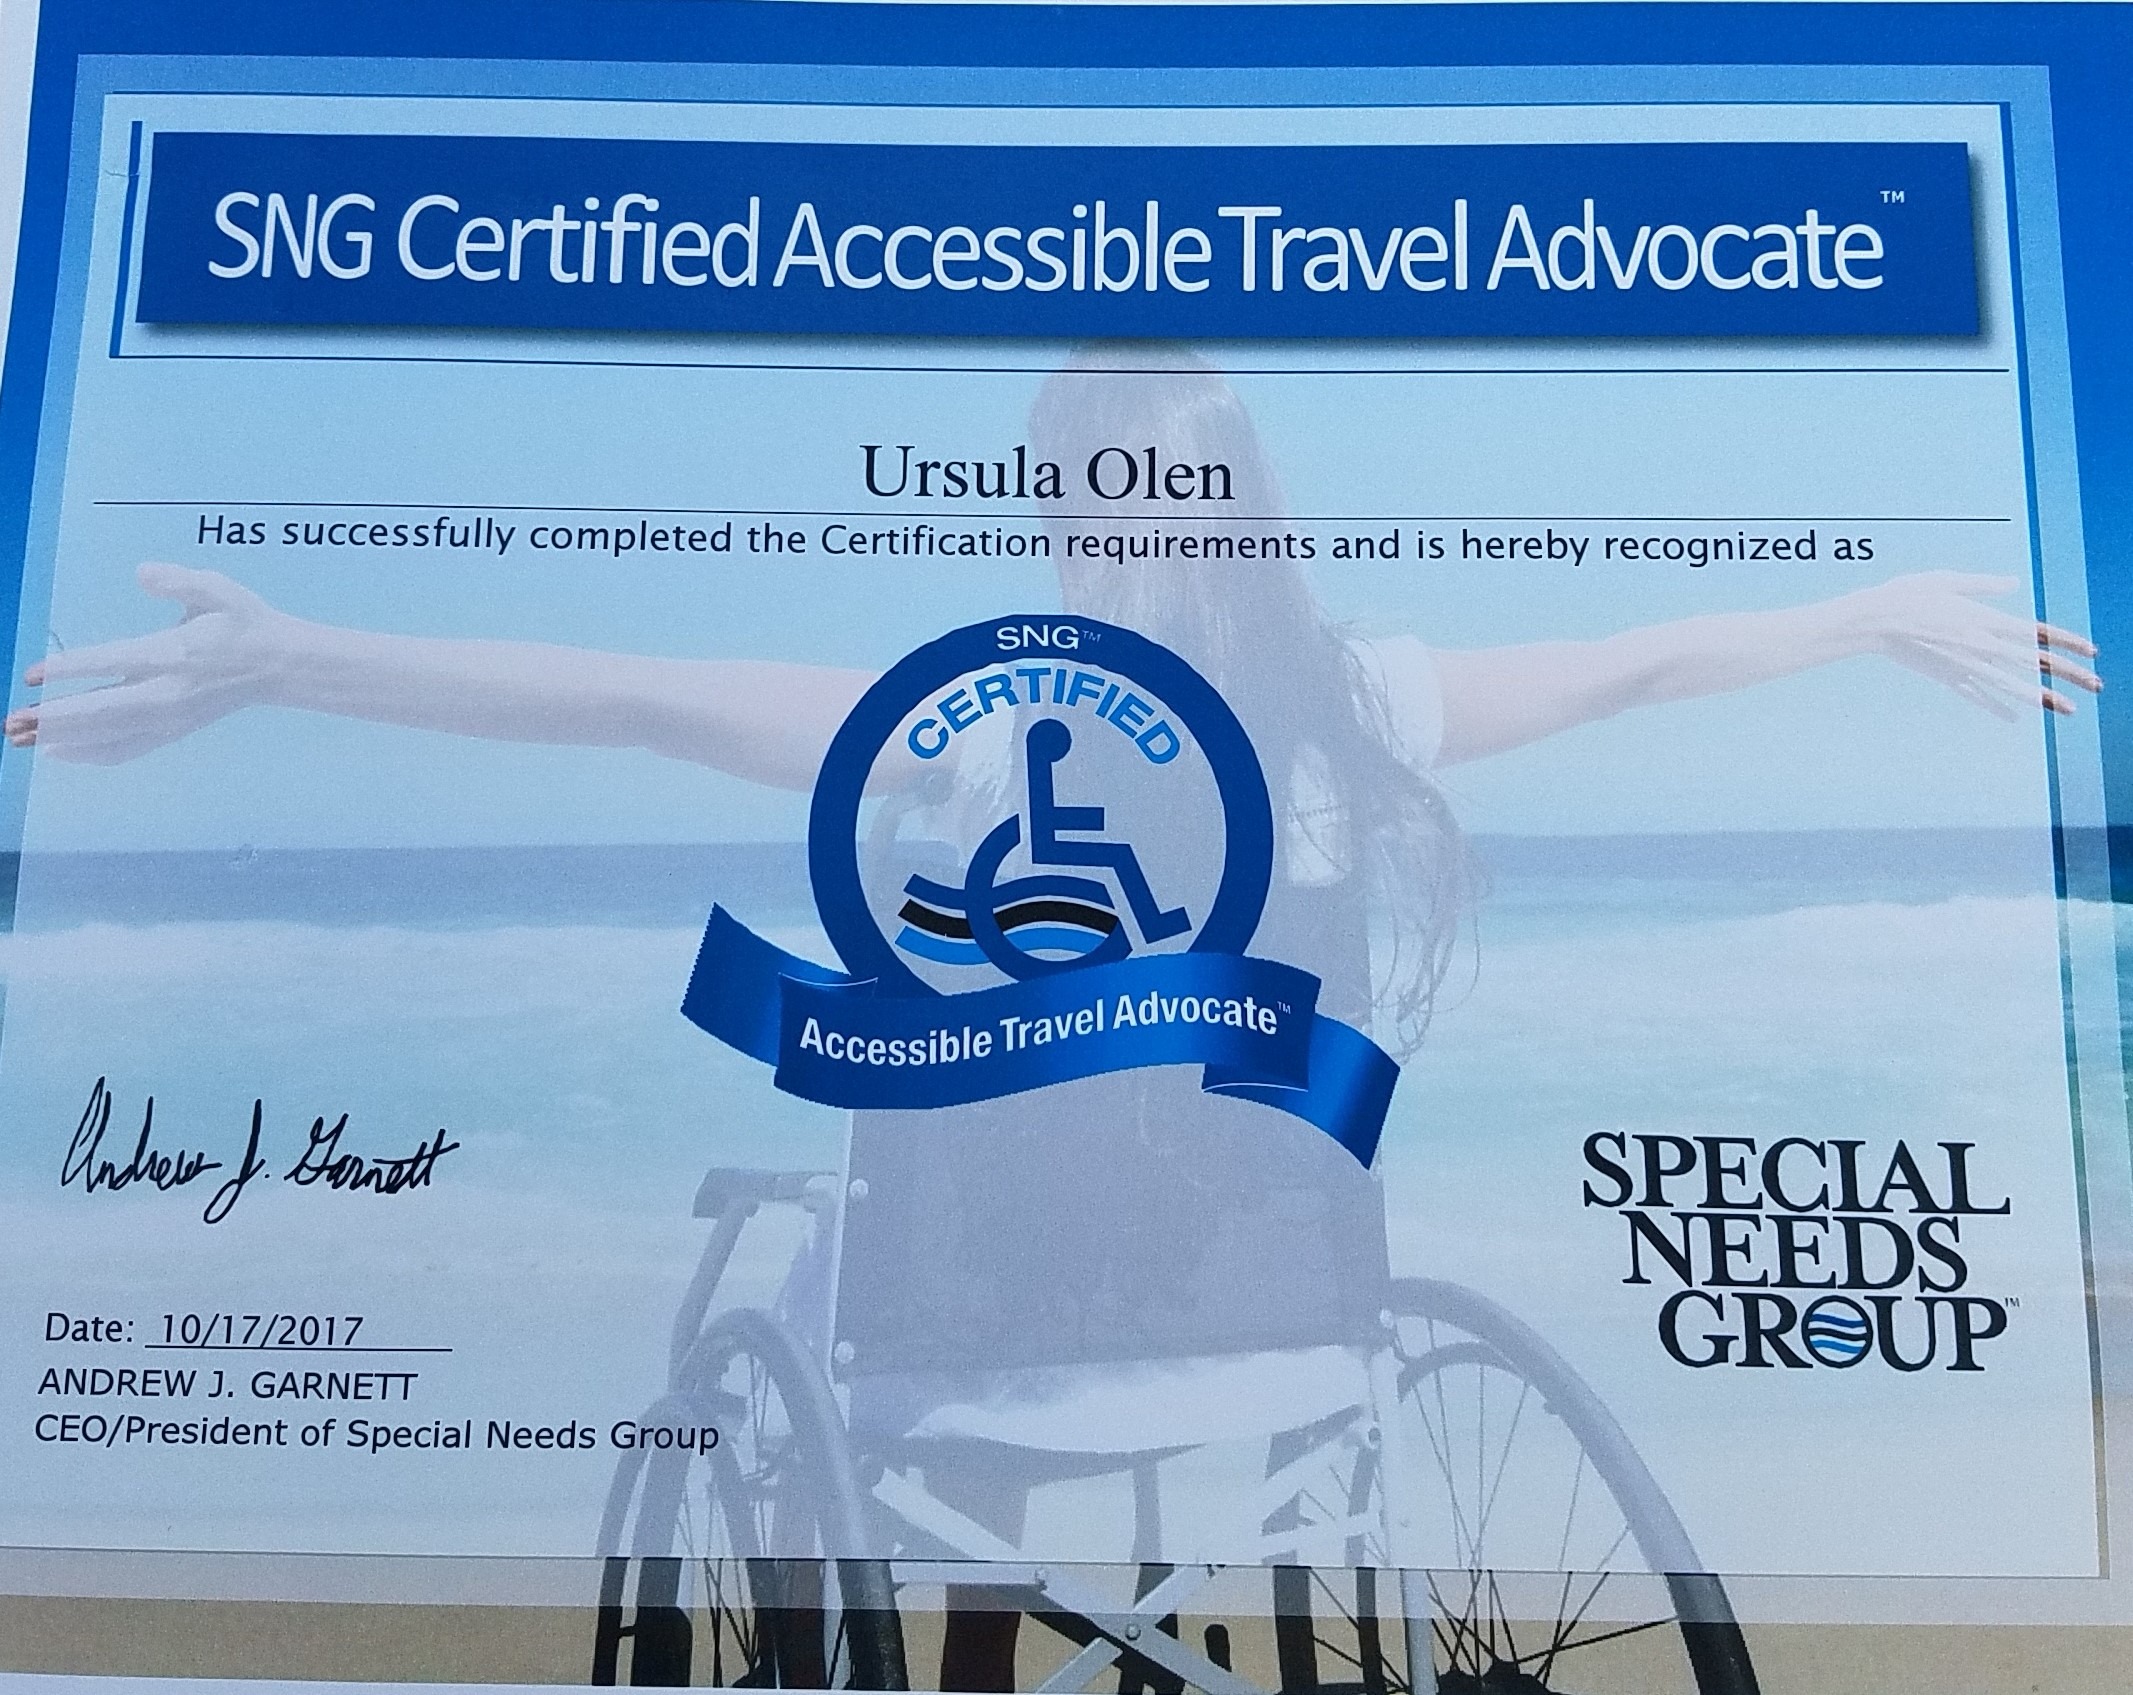 SNG Certified Accessible Travel Advocate™
Ursula Olen
Has successfully completed the Certification requirements and is hereby recognized as
SNG™
CERTIFIED
Accessible Travel Advocate™
Andrew J. Garnett
SPECIAL
NEEDS
GROUP™
Date: 10/17/2017
ANDREW J. GARNETT
CEO/President of Special Needs Group